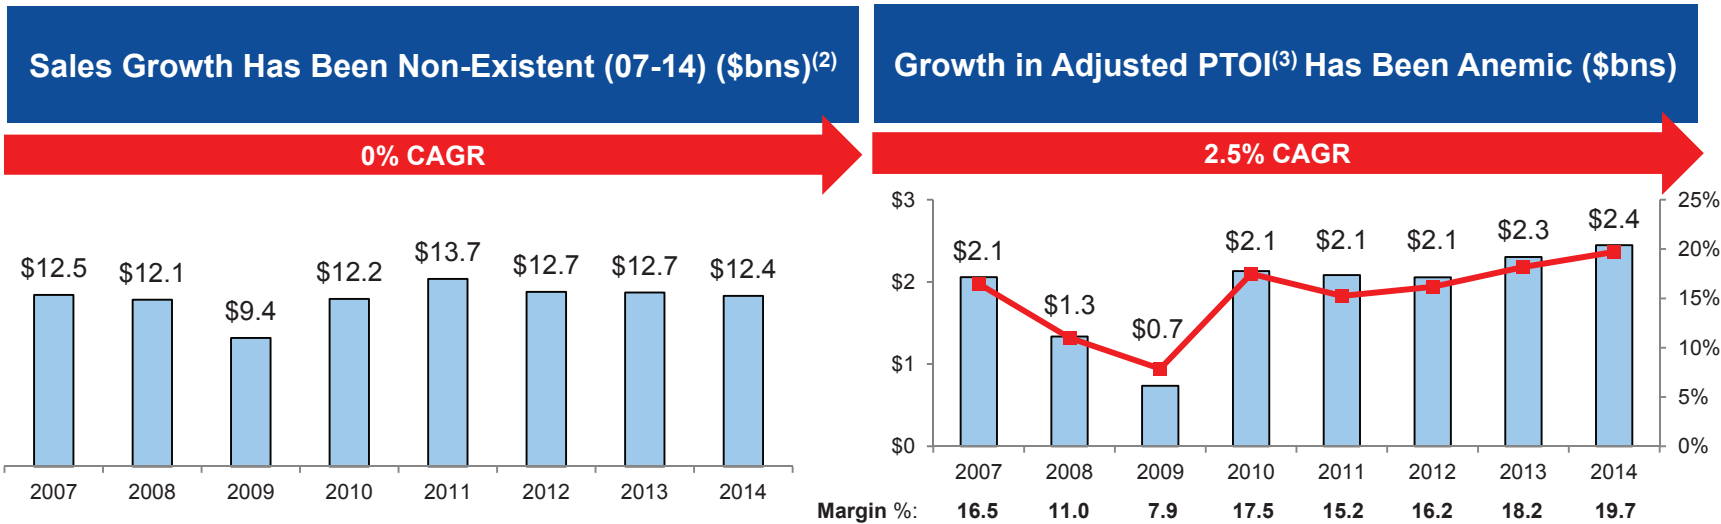 Sales Growth Has Been Non-Existent (07-14) ($bns)(2)
0% CAGR
$12.5 $12.1 $9.4 $12.2 $13.7 $12.7 $12.7 $12.4
2007 2008 2009 2010 2011 2012 2013 2014
Growth in Adjusted PTOI(3) Has Been Anemic ($bns)
2.5% CAGR
$3
$2
$1
$0
$2.1 $1.3 $0.7 $2.1 $2.1 $2.1 $2.3 $2.4
25%
20%
15%
10%
5%
0%
2007 2008 2009 2010 2011 2012 2013 2014
Margin %: 16.5 11.0 7.9 17.5 15.2 16.2 18.2 19.7